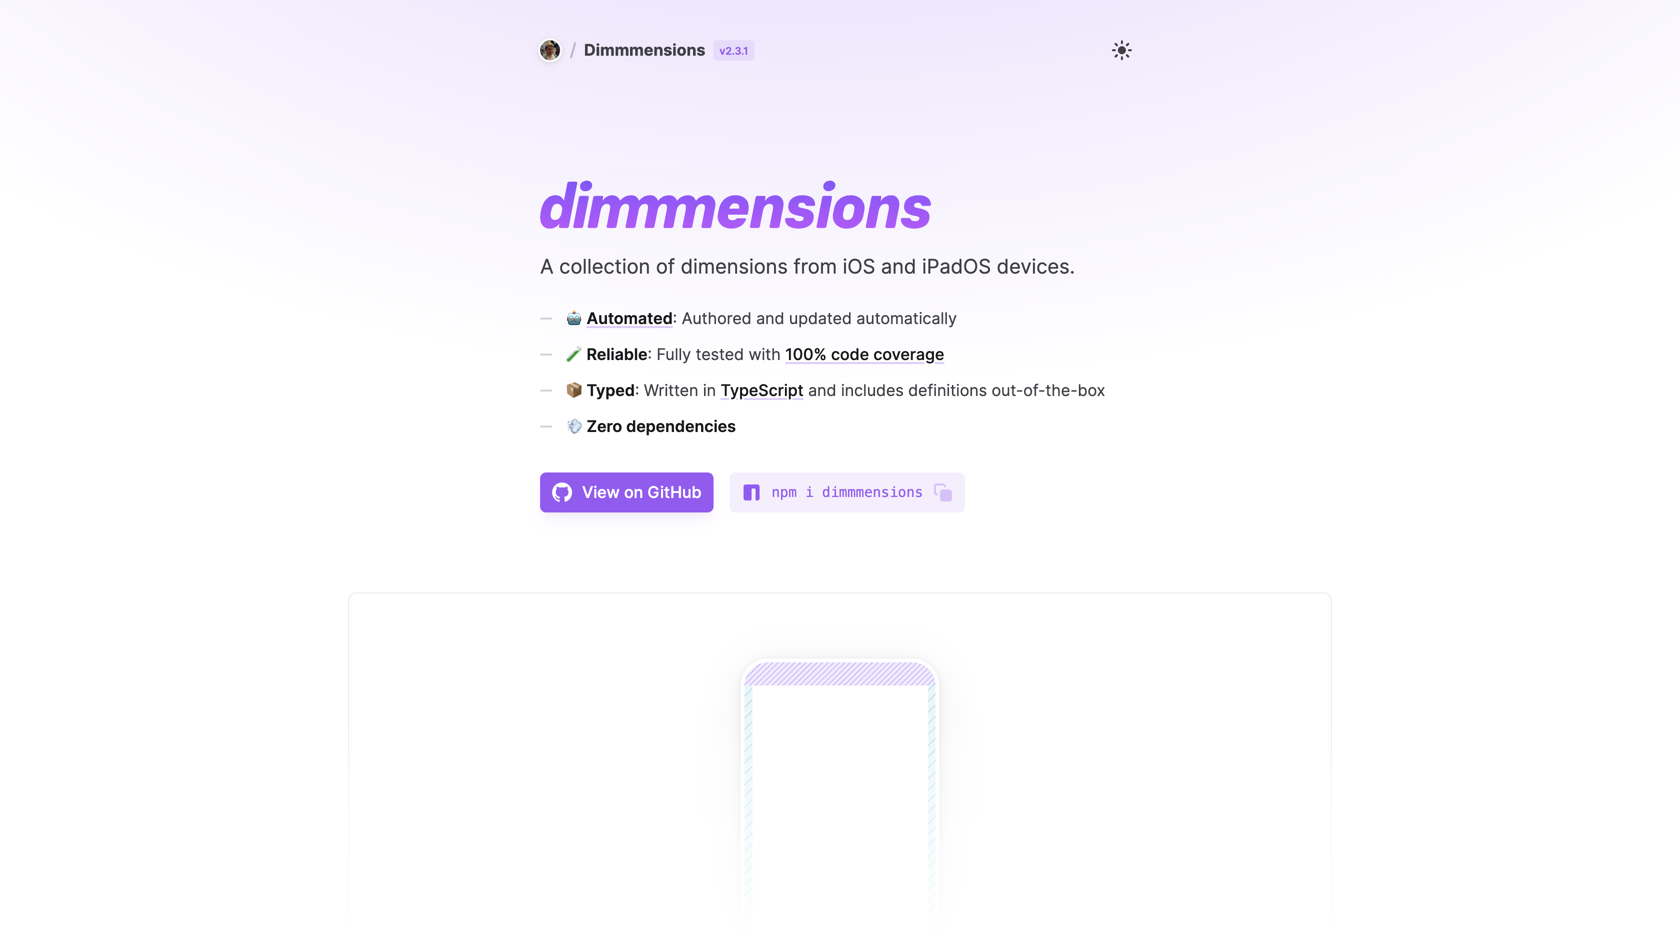 / Dimmmensions v2.3.1
dimmmensions
A collection of dimensions from iOS and iPadOS devices.
— 🤖 Automated: Authored and updated automatically
— 🧪 Reliable: Fully tested with 100% code coverage
— 📦 Typed: Written in TypeScript and includes definitions out-of-the-box
— 💨 Zero dependencies
View on GitHub
npm i dimmmensions